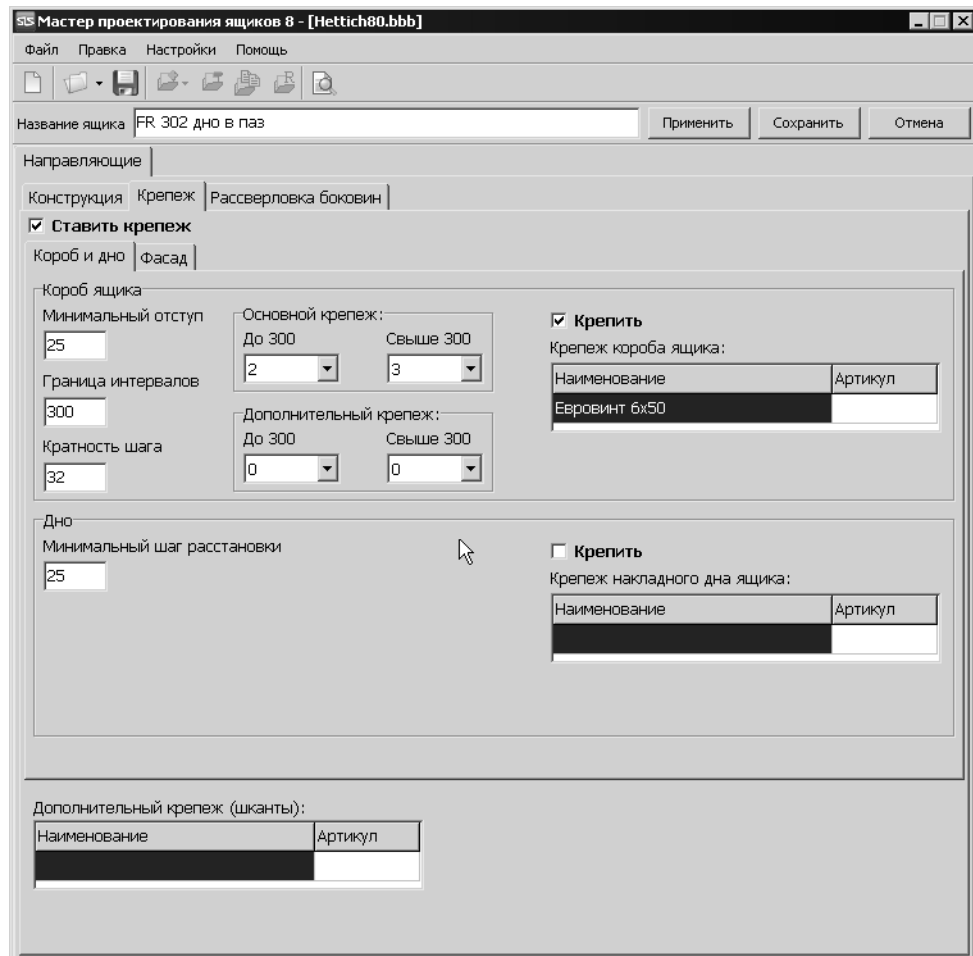 SLS Мастер проектирования ящиков 8 - [Hettich80.bbb]
Файл Правка Настройки Помощь
Название ящика FR 302 дно в паз Применить Сохранить Отмена
Направляющие
Конструкция Крепеж Рассверловка боковин
Ставить крепеж
Короб и дно Фасад
Короб ящика
Минимальный отступ
25
Граница интервалов
300
Кратность шага
32
Основной крепеж:
До 300 Свыше 300
2 3
Дополнительный крепеж:
До 300 Свыше 300
0 0
Крепить
Крепеж короба ящика:
Наименование Артикул
Евровинт 6x50
Дно
Минимальный шаг расстановки
25
Крепить
Крепеж накладного дна ящика:
Наименование Артикул
Дополнительный крепеж (шканты):
Наименование Артикул